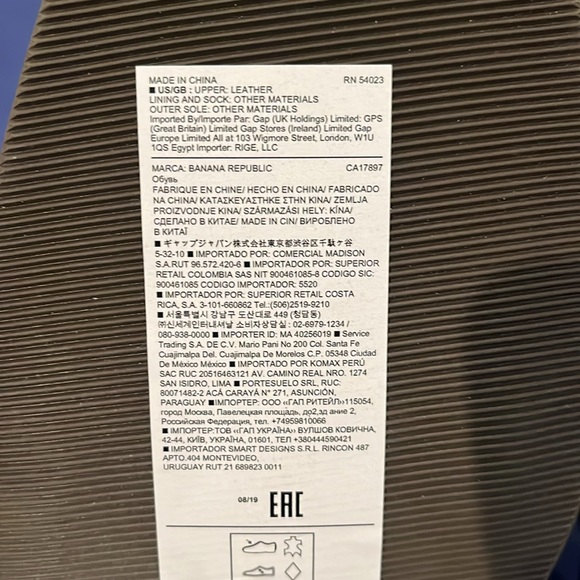 MADE IN CHINA RN 54023
■ US/GB : UPPER: LEATHER
LINING AND SOCK: OTHER MATERIALS
OUTER SOLE: OTHER MATERIALS
Imported By/Importe Par: Gap (UK Holdings) Limited: GPS
(Great Britain) Limited Gap Stores (Ireland) Limited Gap
Europe Limited All at 103 Wigmore Street, London, W1U
1QS Egypt Importer: RIGE, LLC
MARCA: BANANA REPUBLIC CA17897
Обувь
FABRIQUE EN CHINE/ HECHO EN CHINA/ FABRICADO
NA CHINA/ ΚΑΤΑΣΚΕΥΑΣΤΗΚΕ ΣΤΗΝ ΚΙΝΑ/ ZEMLJA
PROIZVODNJE KINA/ SZÁRMAZÁSI HELY: KÍNA/
СДЕЛАНО В КИТАЕ/ MADE IN CIN/ ВИРОБЛЕНО
В КИТАЇ
■ ギャップジャパン株式会社東京都渋谷区千駄ヶ谷
5-32-10 ■ IMPORTADO POR: COMERCIAL MADISON
S.A.RUT 96.572.420-6 ■ IMPORTADOR POR: SUPERIOR
RETAIL COLOMBIA SAS NIT 900461085-8 CODIGO SIC:
900461085 CODIGO IMPORTADOR: 5520
■ IMPORTADOR POR: SUPERIOR RETAIL COSTA
RICA, S.A. 3-101-660862 Tel.:(506)2519-9210
■ 서울특별시 강남구 도산대로 449 (청담동)
㈜신세계인터내셔날 소비자상담실 : 02-6979-1234 /
080-938-0000 ■ IMPORTER ID: MA 40256019 ■ Service
Trading S.A. DE C.V. Mario Pani No 200 Col. Santa Fe
Cuajimalpa Del. Cuajimalpa De Morelos C.P. 05348 Ciudad
De México México ■ IMPORTADO POR KOMAX PERÚ
SAC RUC 20516463121 AV. CAMINO REAL NRO. 1274
SAN ISIDRO, LIMA ■ PORTESUELO SRL, RUC:
80071482-2 ACÁ CARAYÁ N° 271, ASUNCIÓN,
PARAGUAY ■ ИМПОРТЕР: ООО «ГАП РИТЕЙЛ»115054,
город Москва, Павелецкая площадь, до2,зд ание 2,
Российская Федерация, тел. +74959810066
■ ИМПОРТЕР:ТОВ «ГАП УКРАЇНА» ВУЛШОВ КОВИЧНА,
42-44, КИЇВ, УКРАЇНА, 01601, ТЕЛ +380444590421
■ IMPORTADOR SMART DESIGNS S.R.L. RINCON 487
APTO.404 MONTEVIDEO,
URUGUAY RUT 21 689823 0011
08/19 EAC